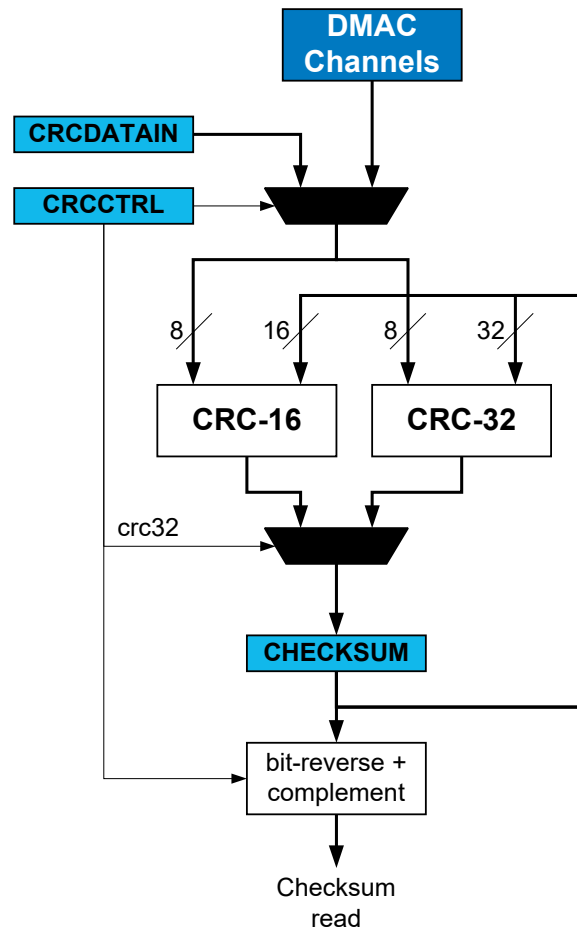 DMAC
Channels
CRCDATAIN
CRCCTRL
8
16
8
32
CRC-16
CRC-32
crc32
CHECKSUM
bit-reverse +
complement
Checksum
read